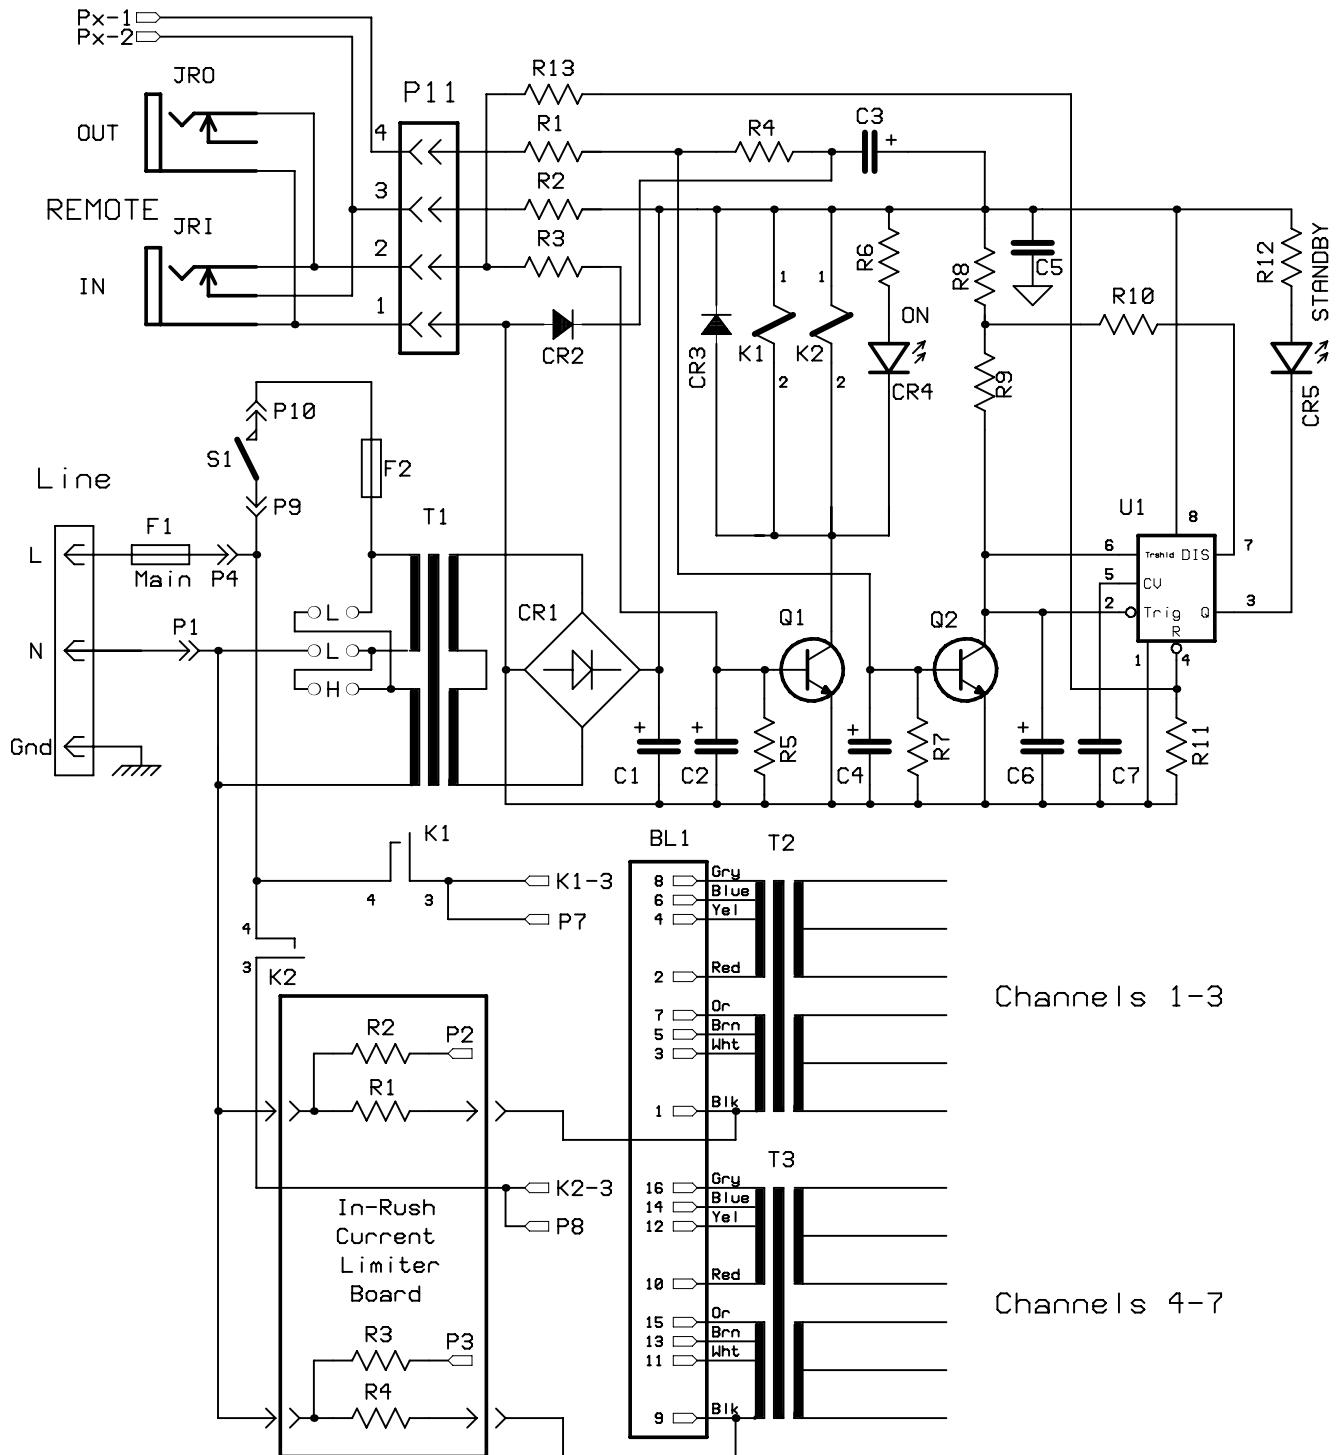 Px-1
Px-2
JRO
OUT
REMOTE
JRI
IN
P11
4
3
2
1
R13
R1
R2
R3
R4
C3
+
CR2
CR3
1
K1
2
1
K2
2
R6
ON
CR4
R8
R9
C5
R10
R12
STANDBY
CR5
P10
S1
P9
F2
Line
L
F1
Main
P4
N
P1
Gnd
L
L
H
T1
CR1
+
C1
+
C2
R5
Q1
+
C4
R7
Q2
+
C6
C7
R11
U1
8
6
Trshld
DIS
7
5
CV
2
Trig
Q
3
R
1
4
K1
4
3
K1-3
P7
4
3
K2
R2
P2
R1
K2-3
P8
In-Rush
Current
Limiter
Board
R3
P3
R4
BL1
T2
8
Gry
6
Blue
4
Yel
2
Red
7
Or
5
Brn
3
Wht
1
Blk
Channels 1-3
T3
16
Gry
14
Blue
12
Yel
10
Red
15
Or
13
Brn
11
Wht
9
Blk
Channels 4-7